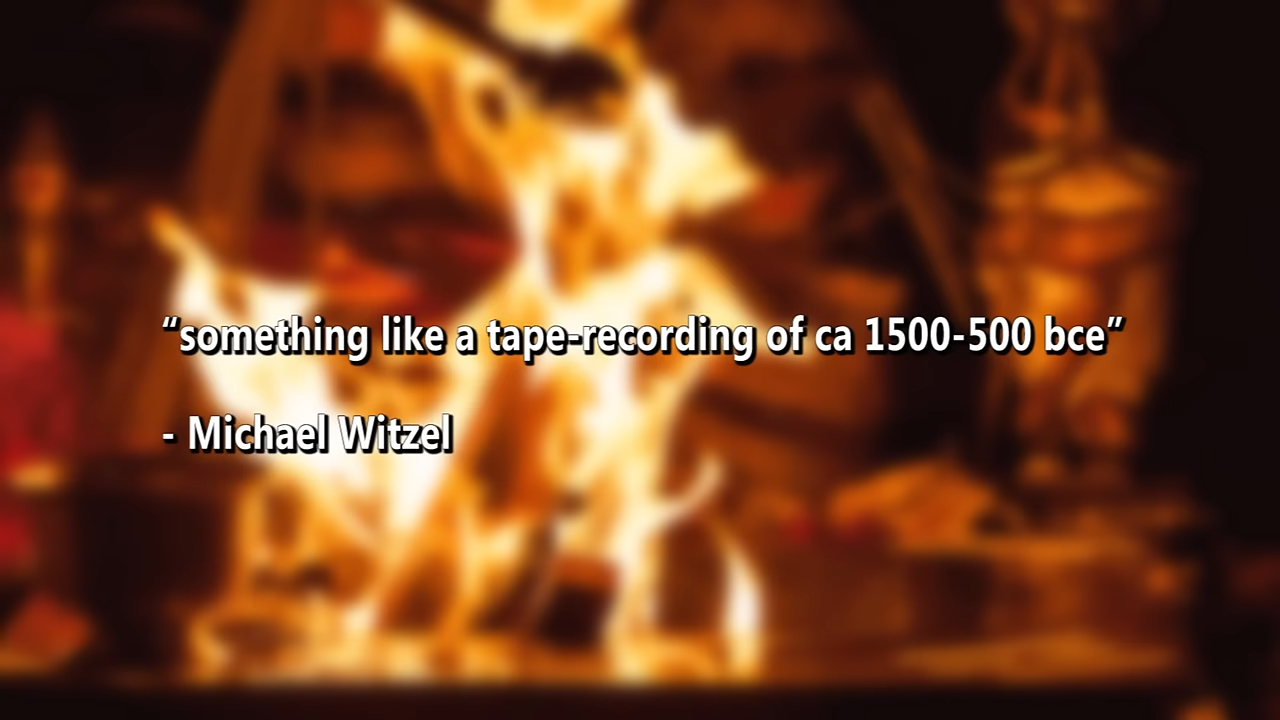 “something like a tape-recording of ca 1500-500 bce”
- Michael Witzel